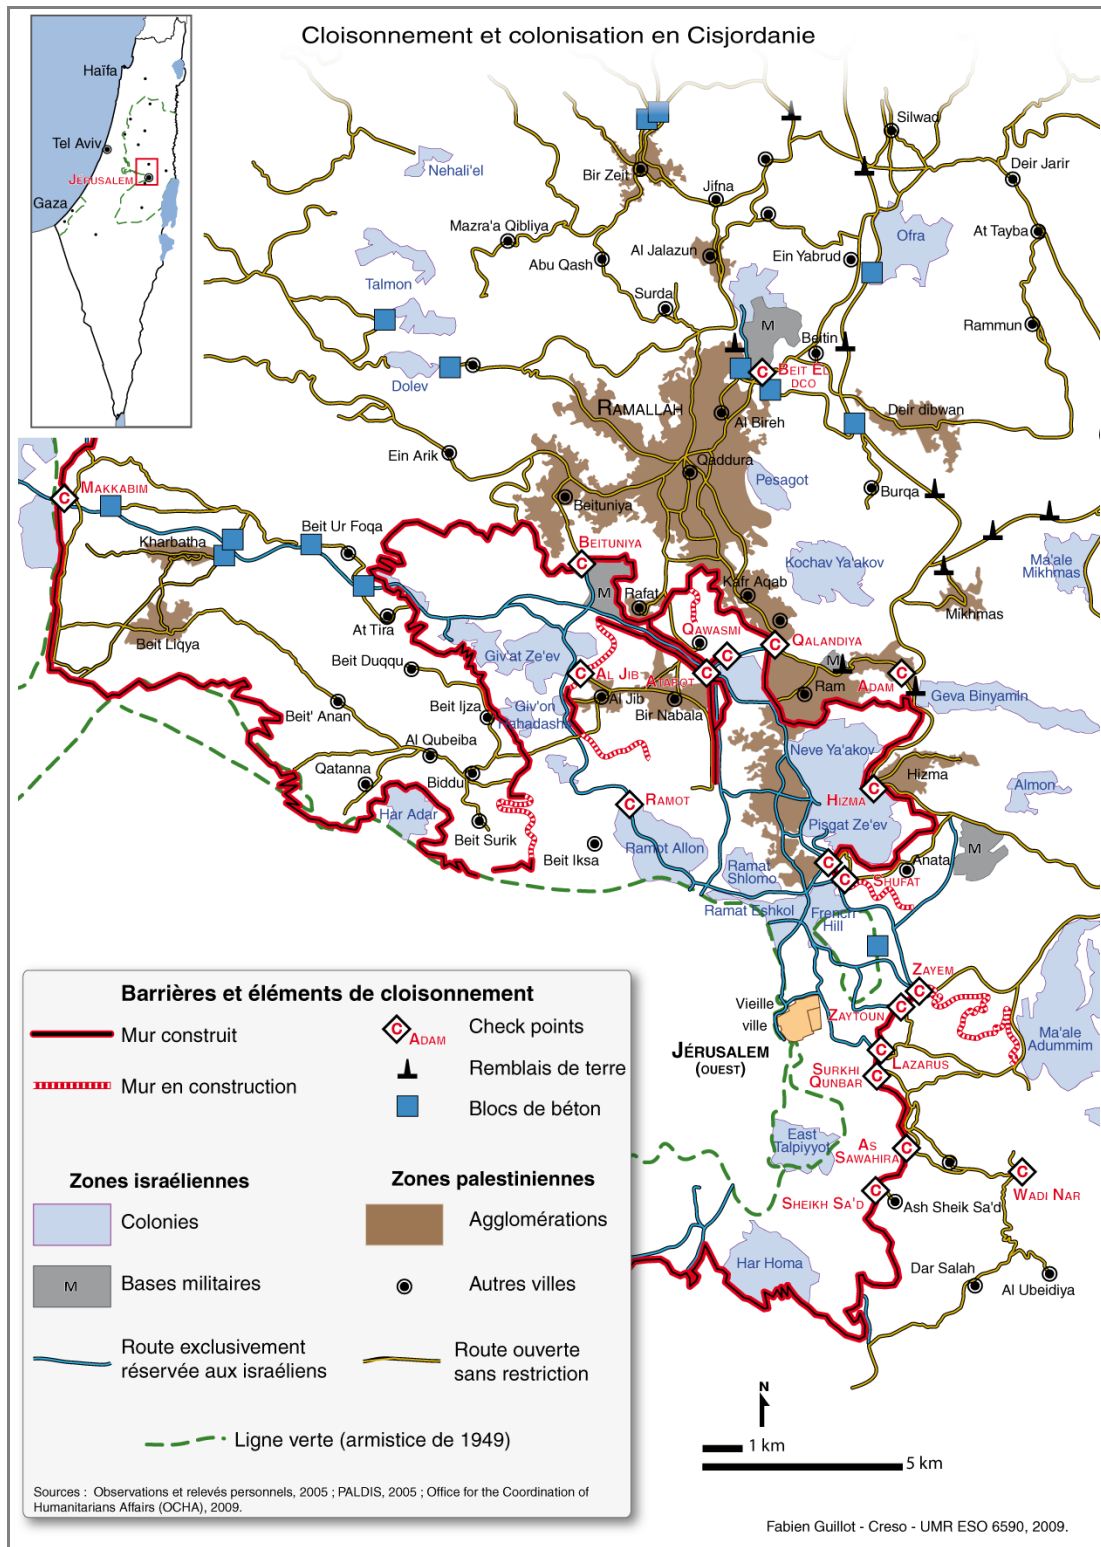 Cloisonnement et colonisation en Cisjordanie
Haïfa
Tel Aviv
JÉRUSALEM
Gaza
Silwad
Nehali'el
Bir Zeit
Deir Jarir
Jifna
Mazra'a Qibliya
At Tayba
Ofra
Abu Qash
Al Jalazun
Ein Yabrud
Talmon
Surda
M
Rammun
Beitin
Dolev
BEIT EL
DCO
RAMALLAH
Deir dibwan
Al Bireh
Ein Arik
Qaddura
MAKKABIM
Pesagot
Burqa
Beituniya
Beit Ur Foqa
Kharbatha
BEITUNIYA
Kochav Ya'akov
Ma'ale
Mikhmas
Kafr Aqab
M
Rafat
Mikhmas
At Tira
QAWASMI
Beit Liqya
QALANDIYA
Giv'at Ze'ev
M
Beit Duqqu
AL JIB
ATAROT
ADAM
Ram
Geva Binyamin
Al Jib
Beit' Anan
Beit Ijza
Giv'on
Hahadasha
Bir Nabala
Al Qubeiba
Neve Ya'akov
Hizma
Qatanna
Biddu
Almon
HIZMA
RAMOT
Har Adar
Pisgat Ze'ev
Beit Surik
Beit Iksa
Ramot Allon
M
Anata
Ramat
Shlomo
SHUFAT
Ramat Eshkol
French
Hill
ZAYEM
Vieille
ville
ZAYTOUN
Ma'ale
Adummim
JÉRUSALEM
(OUEST)
LAZARUS
SURKHI
QUNBAR
East
Talpiyyot
AS
SAWAHIRA
WADI NAR
SHEIKH SA'D
Ash Sheik Sa'd
Har Homa
Dar Salah
Al Ubeidiya
Barrières et éléments de cloisonnement
Mur construit
Mur en construction
C
ADAM
Check points
Remblais de terre
Blocs de béton
Zones israéliennes
Colonies
M
Bases militaires
Route exclusivement
réservée aux israéliens
Zones palestiniennes
Agglomérations
Autres villes
Route ouverte
sans restriction
Ligne verte (armistice de 1949)
Sources : Observations et relevés personnels, 2005 ; PALDIS, 2005 ; Office for the Coordination of
Humanitarians Affairs (OCHA), 2009.
N
1 km
5 km
Fabien Guillot - Creso - UMR ESO 6590, 2009.